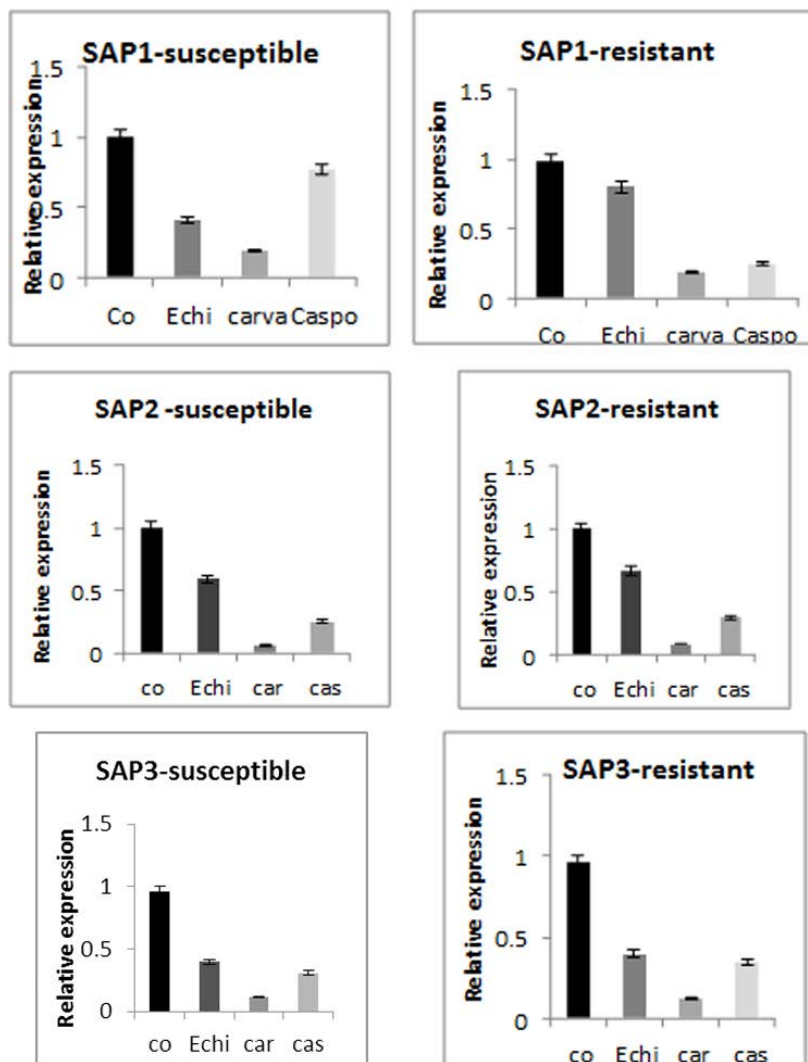 SAP1-susceptible
Relative expression
1.5
1
0.5
0
Co Echi carva Caspo
SAP1-resistant
Relative expression
1.5
1
0.5
0
Co Echi carva Caspo
SAP2 -susceptible
Relative expression
1.5
1
0.5
0
co Echi car cas
SAP2-resistant
Relative expression
1.5
1
0.5
0
co Echi car cas
SAP3-susceptible
Relative expression
1.5
1
0.5
0
co Echi car cas
SAP3-resistant
Relative expression
1.5
1
0.5
0
co Echi car cas